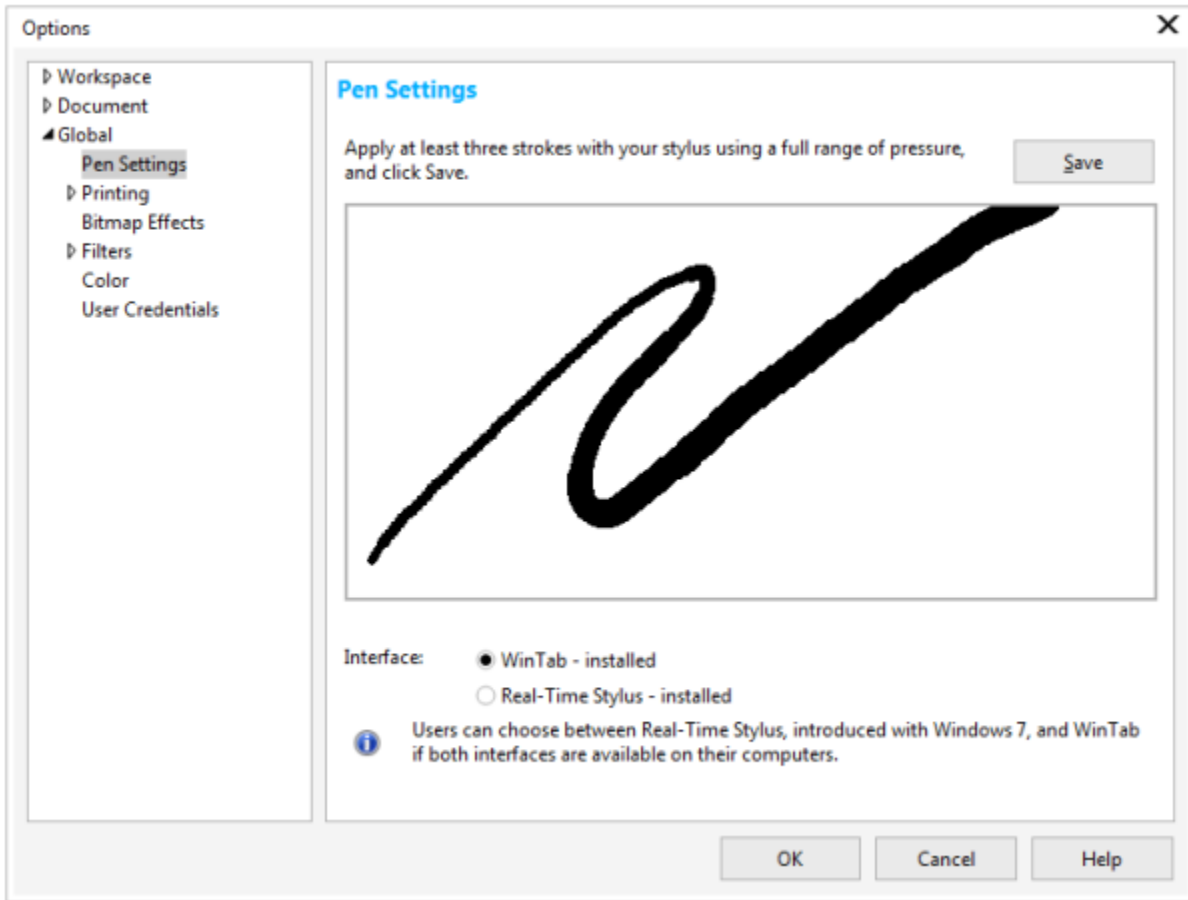 Options
Workspace
Document
Global
Pen Settings
Printing
Bitmap Effects
Filters
Color
User Credentials
Pen Settings
Apply at least three strokes with your stylus using a full range of pressure,
and click Save.
Save
Interface:
WinTab - installed
Real-Time Stylus - installed
Users can choose between Real-Time Stylus, introduced with Windows 7, and WinTab
if both interfaces are available on their computers.
OK
Cancel
Help